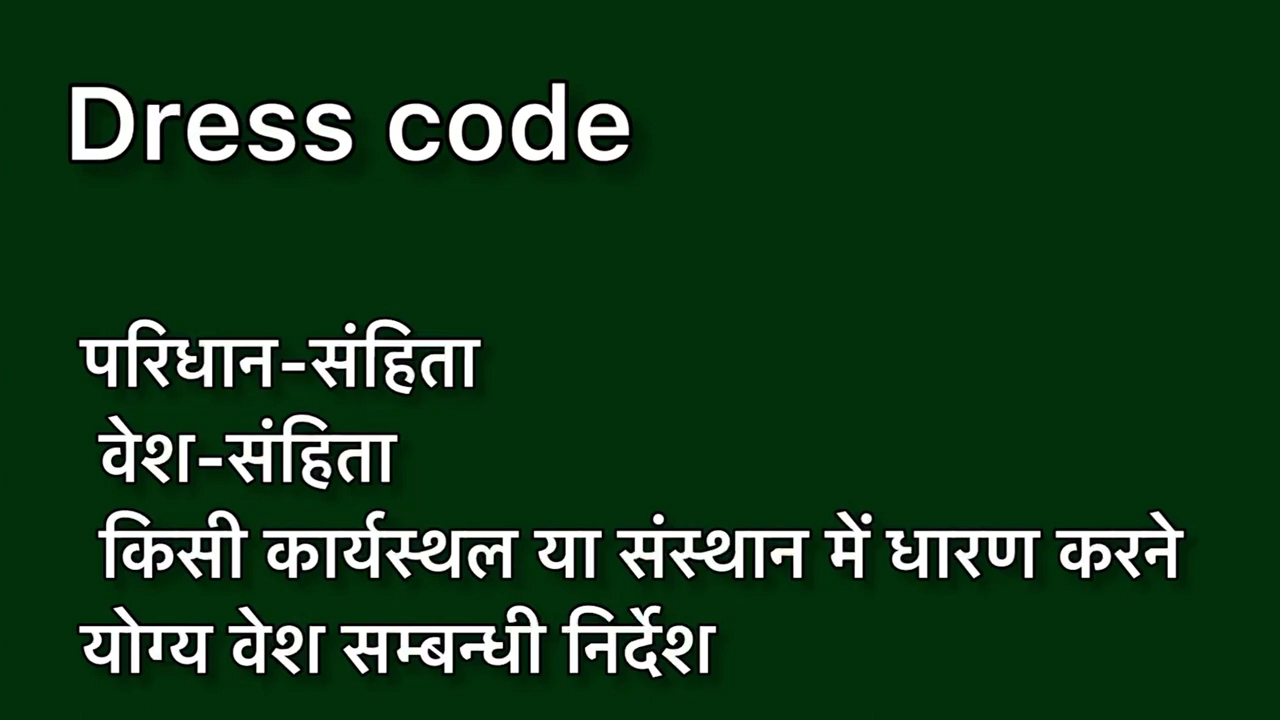 Dress code
परिधान-संहिता
वेश-संहिता
किसी कार्यस्थल या संस्थान में धारण करने
योग्य वेश सम्बन्धी निर्देश